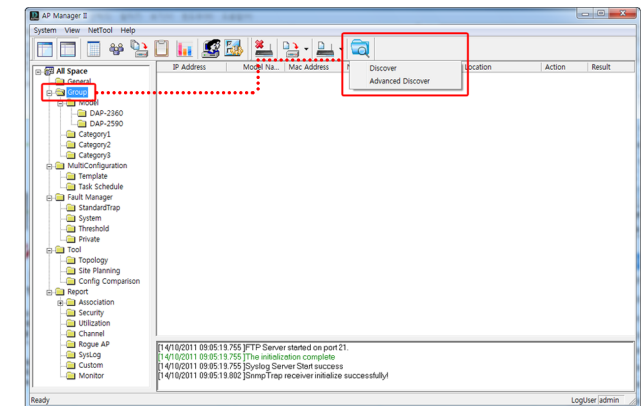 AP Manager II
System View NetTool Help
IP Address Model Na... Mac Address Location Action Result
Discover
Advanced Discover
All Space
General
Group
Model
DAP-2360
DAP-2590
Category1
Category2
Category3
MultiConfiguration
Template
Task Schedule
Fault Manager
StandardTrap
System
Threshold
Private
Tool
Topology
Site Planning
Config Comparison
Report
Association
Security
Utilization
Channel
Rogue AP
SysLog
Custom
Monitor
[14/10/2011 09:05:19.755 ]FTP Server started on port 21.
[14/10/2011 09:05:19.755 ]The initialization complete
[14/10/2011 09:05:19.755 ]Syslog Server Start success
[14/10/2011 09:05:19.802 ]SnmpTrap receiver initialize successfully!
Ready
LogUser admin